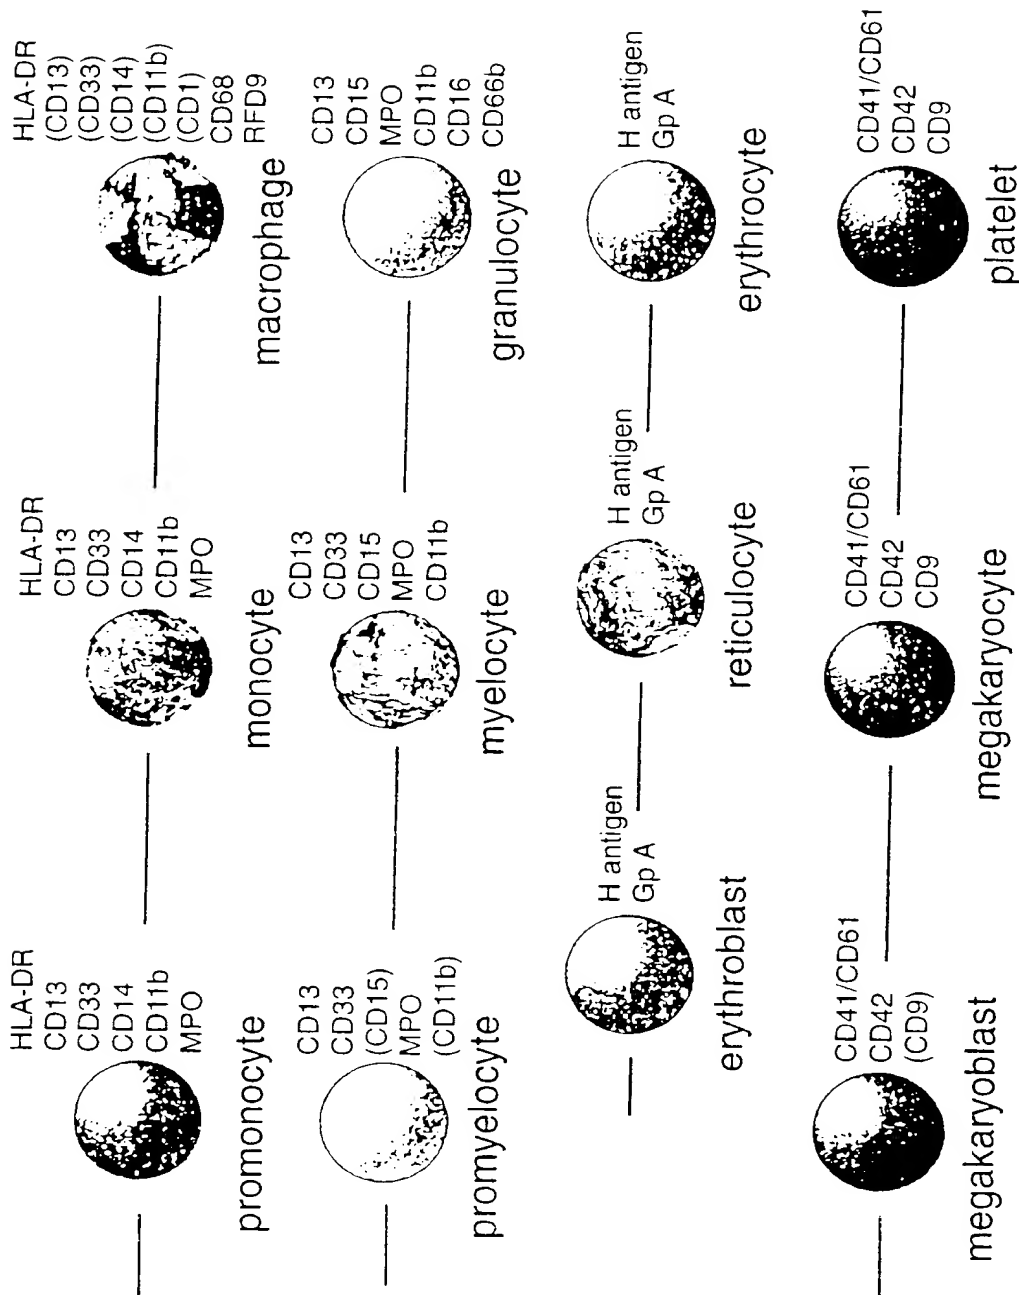 HLA-DR
CD13
CD33
CD14
CD11b
MPO
promonocyte
HLA-DR
CD13
CD33
CD14
CD11b
MPO
monocyte
HLA-DR
(CD13)
(CD33)
(CD14)
(CD11b)
(CD1)
CD68
RFD9
macrophage
CD13
CD33
(CD15)
MPO
(CD11b)
promyelocyte
CD13
CD33
CD15
MPO
CD11b
myelocyte
CD13
CD15
MPO
CD11b
CD16
CD66b
granulocyte
H antigen
Gp A
erythroblast
H antigen
Gp A
reticulocyte
H antigen
Gp A
erythrocyte
CD41/CD61
CD42
(CD9)
megakaryoblast
CD41/CD61
CD42
CD9
megakaryocyte
CD41/CD61
CD42
CD9
platelet